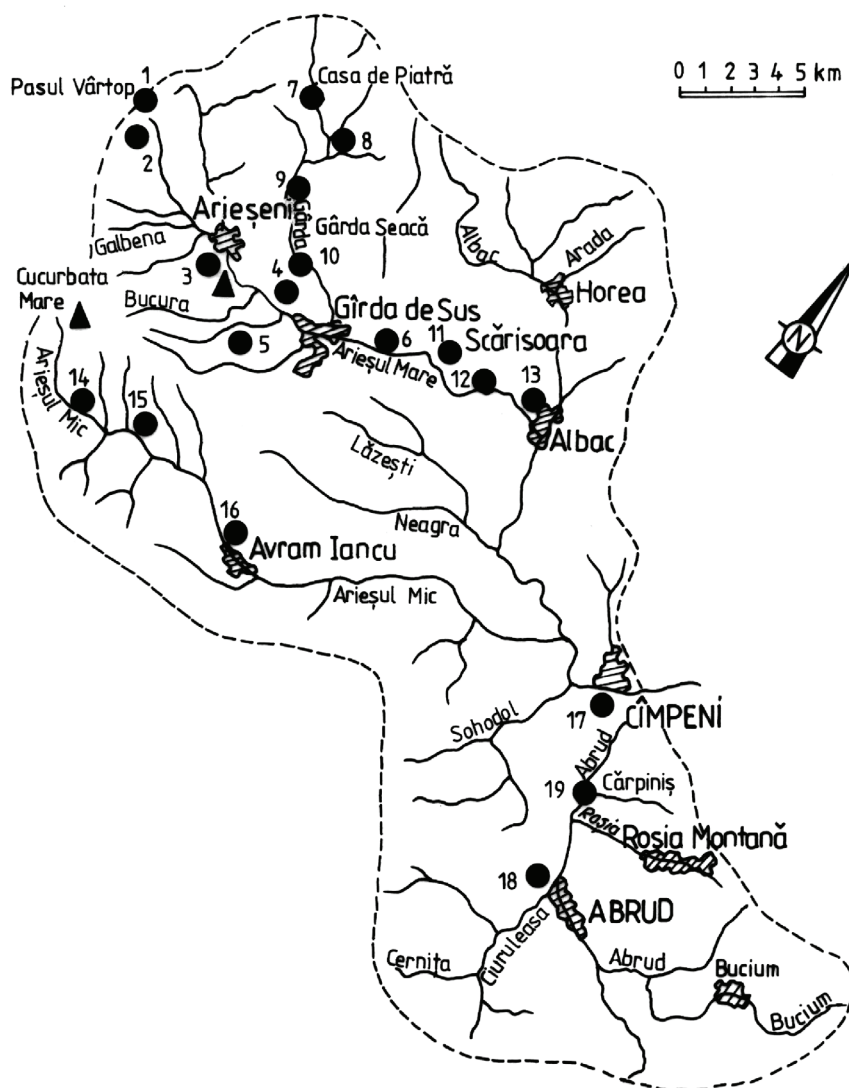 1
7
Casa de Piatră
0 1 2 3 4 5 km
Pasul Vârtop
2
8
9
Arieșeni
Gârda
Gârda Seacă
Galbena
3
4
10
Albac
Arada
Horea
Cucurbata
Mare
Bucura
Gîrda de Sus
5
6
11
Scărisoara
N
Arieșul Mare
12
13
Arieșul Mic
14
15
Albac
Lăzești
16
Neagra
Avram Iancu
Arieșul Mic
17
CÎMPENÍ
Sohodol
Abrud
19
Cărpiniș
Roșia
Roșia Montană
18
ABRUD
Ciuruleasa
Cernița
Abrud
Bucium
Bucium